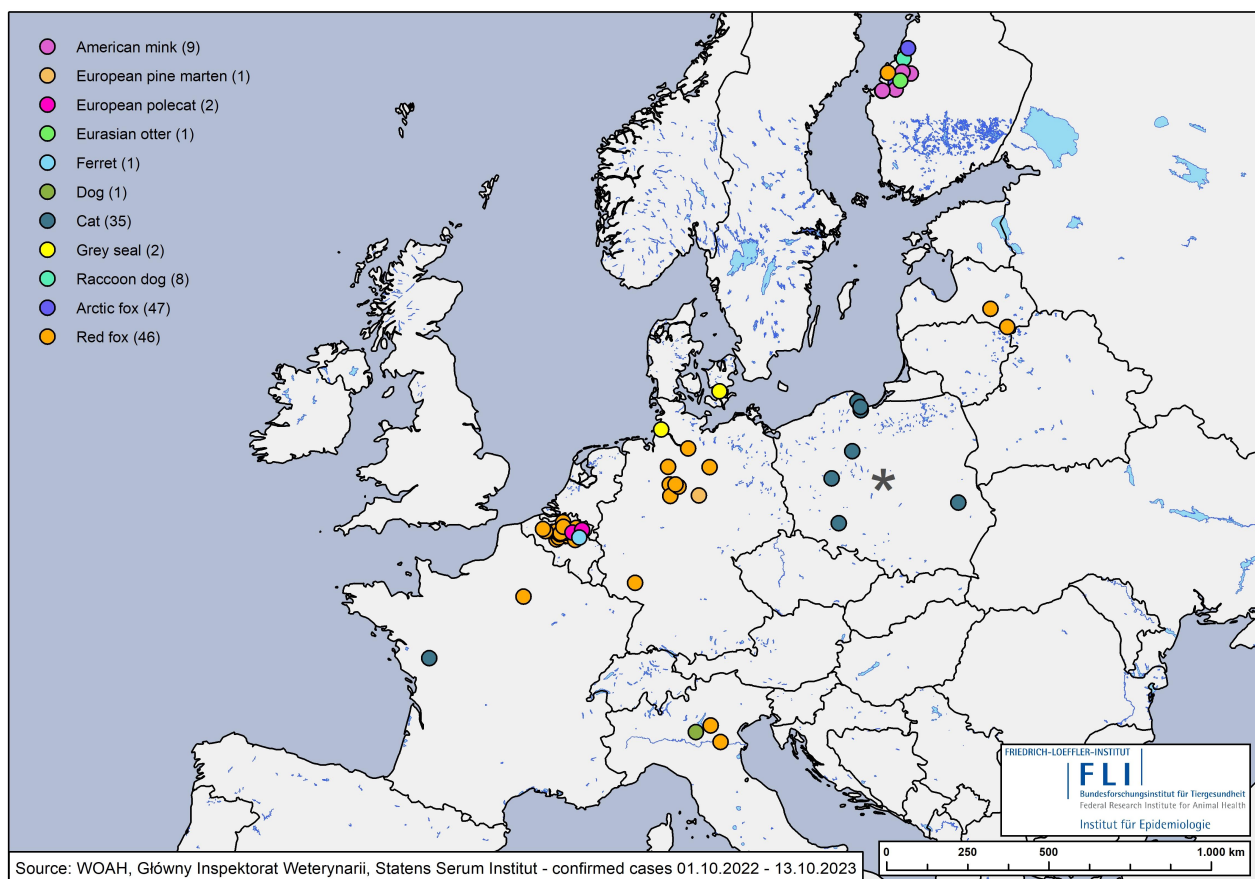 American mink (9)
European pine marten (1)
European polecat (2)
Eurasian otter (1)
Ferret (1)
Dog (1)
Cat (35)
Grey seal (2)
Raccoon dog (8)
Arctic fox (47)
Red fox (46)
*
FRIEDRICH-LOEFFLER-INSTITUT
FLI
Bundesforschungsinstitut für Tiergesundheit
Federal Research Institute for Animal Health
Institut für Epidemiologie
0 250 500 1.000 km
Source: WOAH, Główny Inspektorat Weterynarii, Statens Serum Institut - confirmed cases 01.10.2022 - 13.10.2023